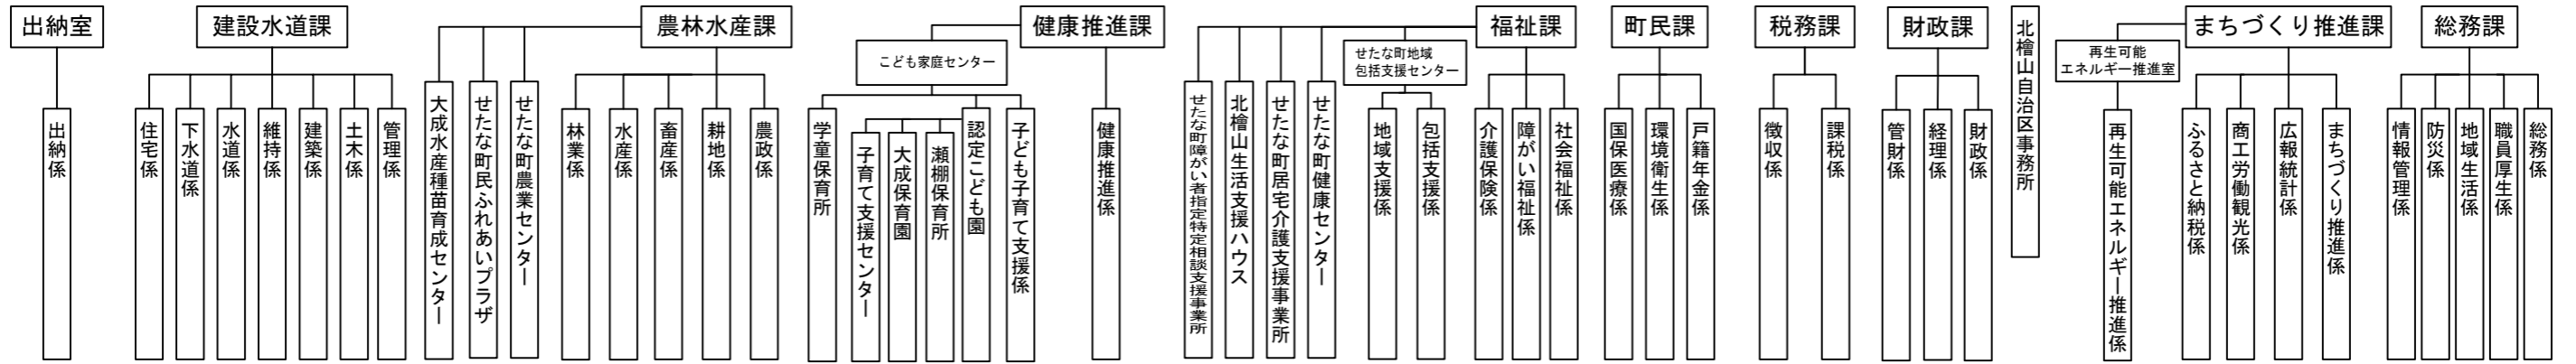 出納室
出納係
建設水道課
住宅係
下水道係
水道係
維持係
建築係
土木係
管理係
農林水産課
大成水産種苗育成センター
せたな町民ふれあいプラザ
せたな町農業センター
林業係
水産係
畜産係
耕地係
農政係
健康推進課
こども家庭センター
学童保育所
子育て支援センター
大成保育園
瀬棚保育所
認定こども園
子ども子育て支援係
健康推進係
福祉課
せたな町障がい者指定特定相談支援事業所
北檜山生活支援ハウス
せたな町居宅介護支援事業所
せたな町健康センター
せたな町地域
包括支援センター
地域支援係
包括支援係
介護保険係
障がい福祉係
社会福祉係
町民課
国保医療係
環境衛生係
戸籍年金係
税務課
徴収係
課税係
財政課
管財係
経理係
財政係
北檜山自治区事務所
まちづくり推進課
再生可能
エネルギー推進室
再生可能エネルギー推進係
ふるさと納税係
商工労働観光係
広報統計係
まちづくり推進係
総務課
情報管理係
防災係
地域生活係
職員厚生係
総務係